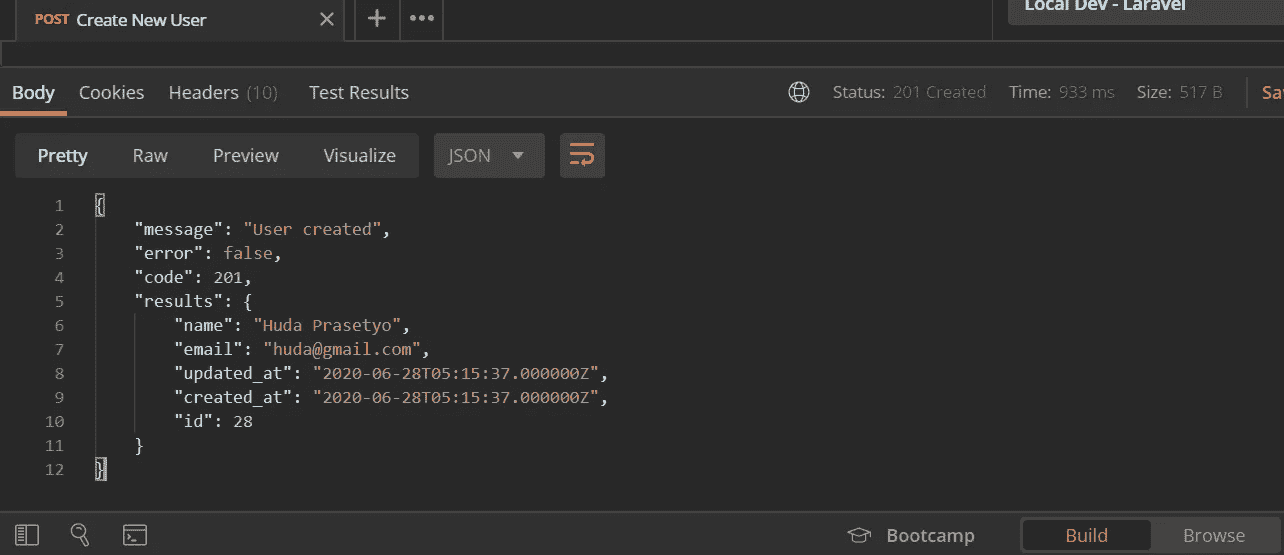 POST Create New User
Local Dev - Laravel
Body Cookies Headers (10) Test Results Status: 201 Created Time: 933 ms Size: 517 B
Pretty Raw Preview Visualize JSON
1 {
2 "message": "User created",
3 "error": false,
4 "code": 201,
5 "results": {
6 "name": "Huda Prasetyo",
7 "email": "huda@gmail.com",
8 "updated_at": "2020-06-28T05:15:37.000000Z",
9 "created_at": "2020-06-28T05:15:37.000000Z",
10 "id": 28
11 }
12 }
Bootcamp Build Browse